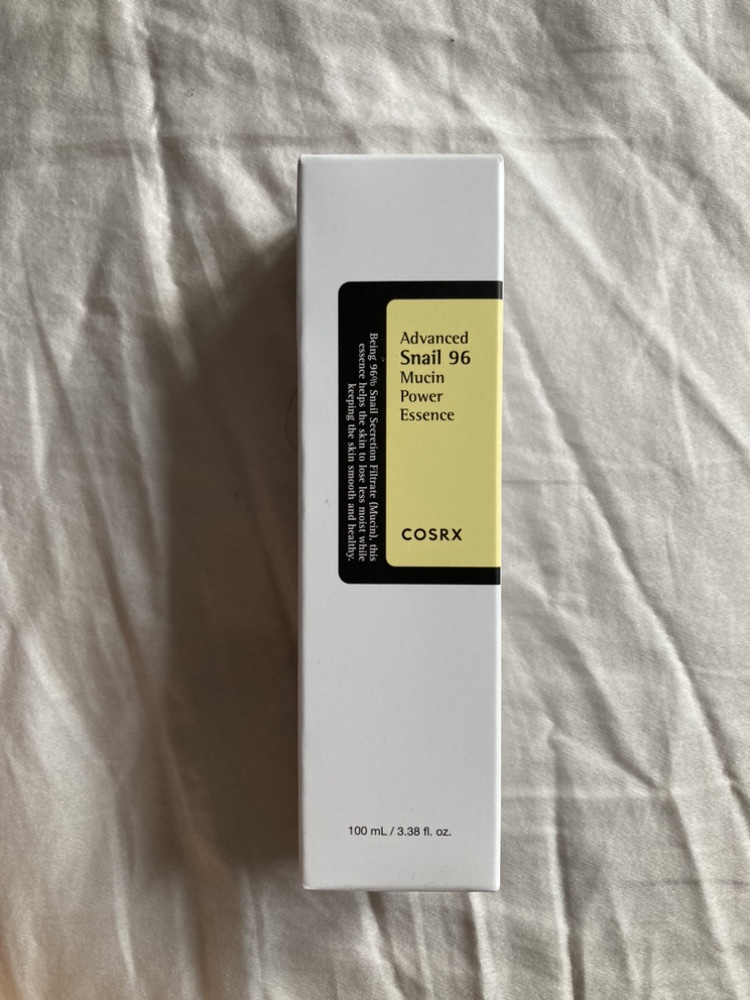 Advanced
Snail 96
Mucin
Power
Essence
COSRX
Being 96% Snail Secretion Filtrate (Mucin), this
essence helps the skin to lose less moist while
keeping the skin smooth and healthy.
100 mL / 3.38 fl. oz.